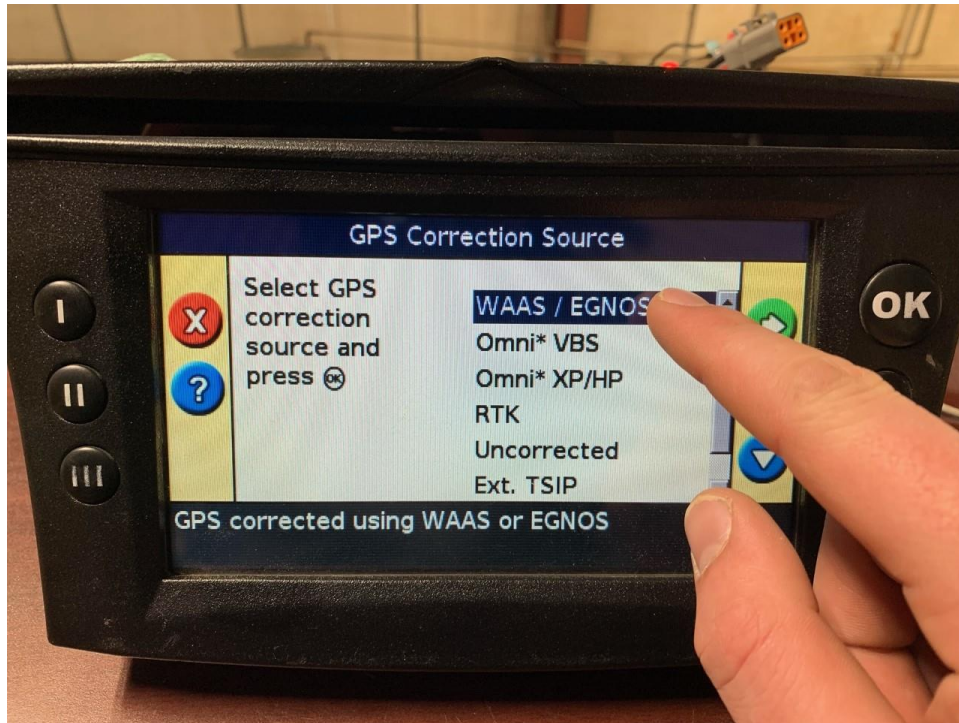 GPS Correction Source
Select GPS
correction
source and
press OK
WAAS / EGNOS
Omni* VBS
Omni* XP/HP
RTK
Uncorrected
Ext. TSIP
GPS corrected using WAAS or EGNOS
X
?
I
II
III
OK